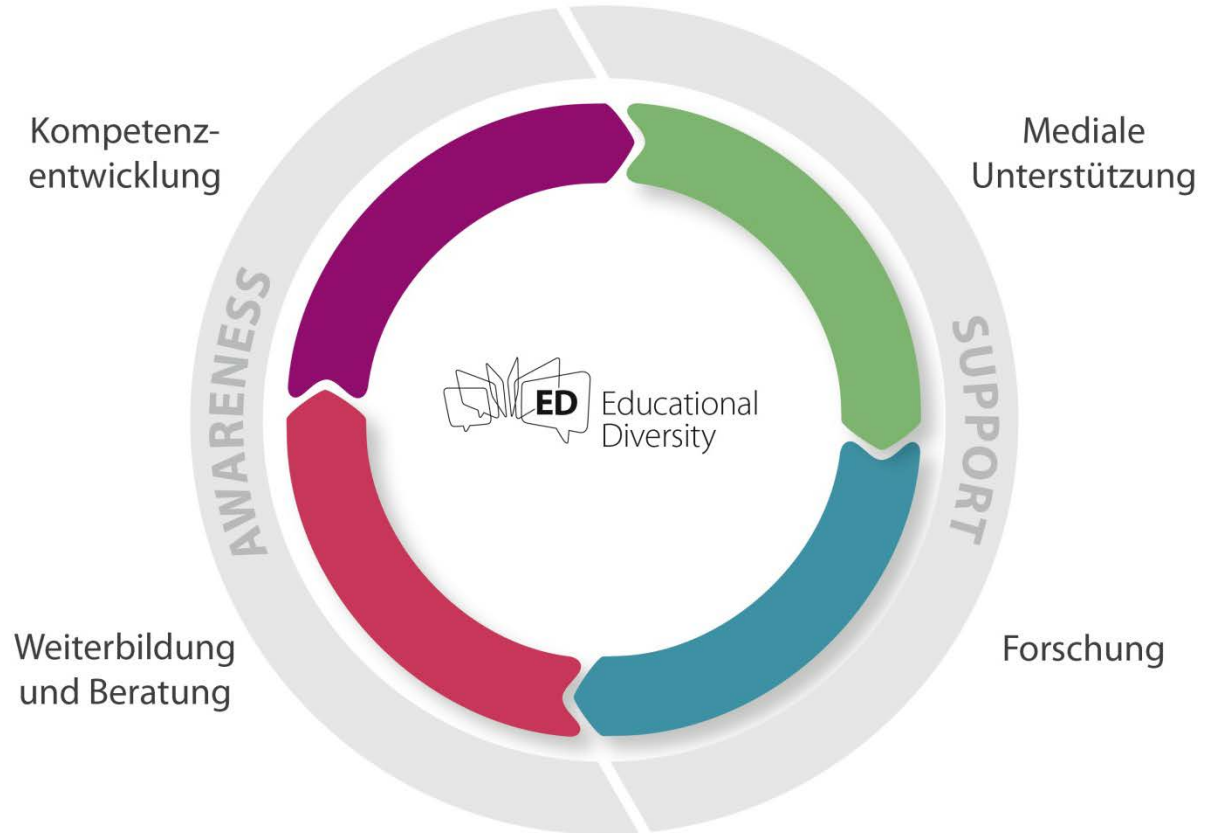 Kompetenz-
entwicklung
Mediale
Unterstützung
AWARENESS
SUPPORT
ED
Educational
Diversity
Weiterbildung
und Beratung
Forschung